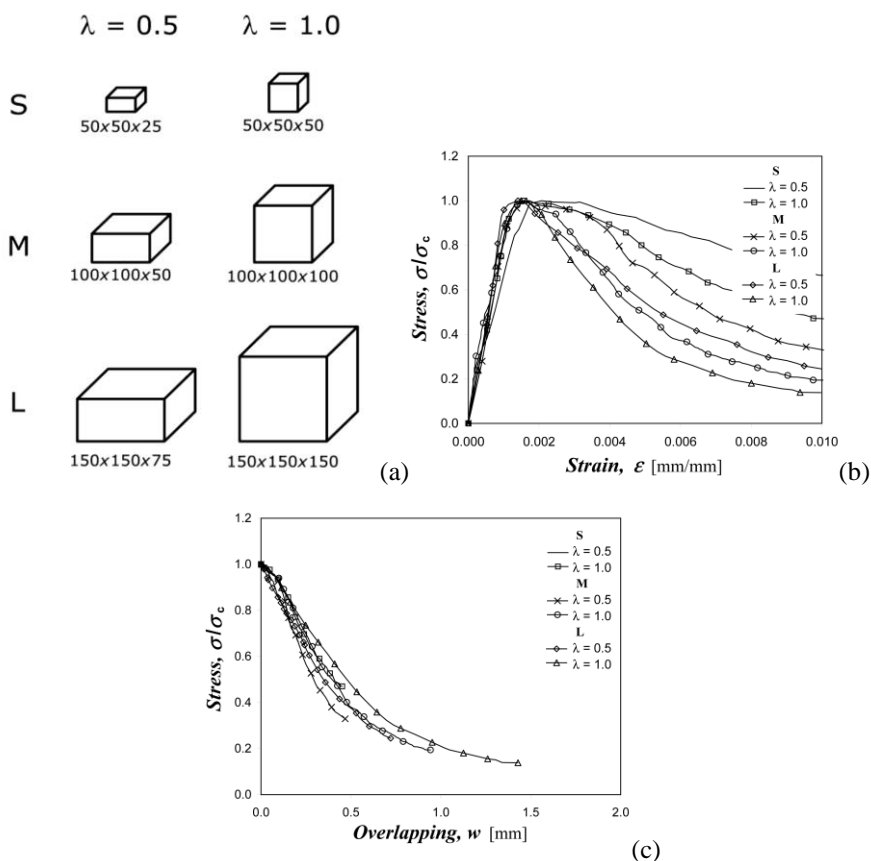 λ = 0.5 λ = 1.0
S
50x50x25 50x50x50
M
100x100x50 100x100x100
L
150x150x75 150x150x150
(a)
1.2
1.0
0.8
0.6
0.4
0.2
0.0
Stress, σ/σc
0.000 0.002 0.004 0.006 0.008 0.010
Strain, ε [mm/mm]
S
λ = 0.5
λ = 1.0
M
λ = 0.5
λ = 1.0
L
λ = 0.5
λ = 1.0
(b)
1.2
1.0
0.8
0.6
0.4
0.2
0.0
Stress, σ/σc
0.0 0.5 1.0 1.5 2.0
Overlapping, w [mm]
S
λ = 0.5
λ = 1.0
M
λ = 0.5
λ = 1.0
L
λ = 0.5
λ = 1.0
(c)